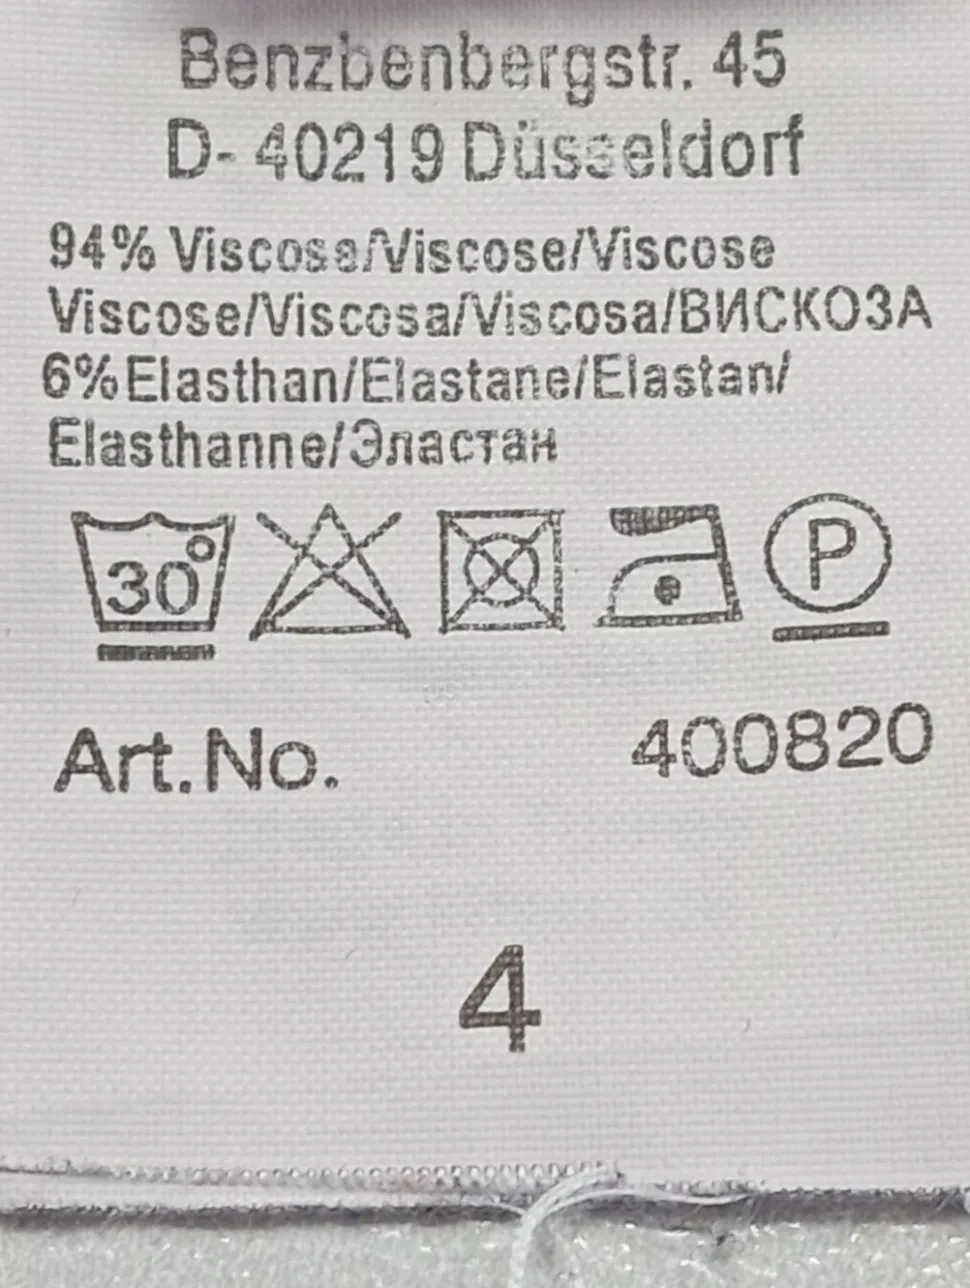 Benzbenbergstr. 45
D- 40219 Düsseldorf
94% Viscose/Viscose/Viscose
Viscose/Viscosa/Viscosa/ВИСКОЗА
6% Elasthan/Elastane/Elastan/
Elasthanne/Эластан
30°
P
Art.No. 400820
4